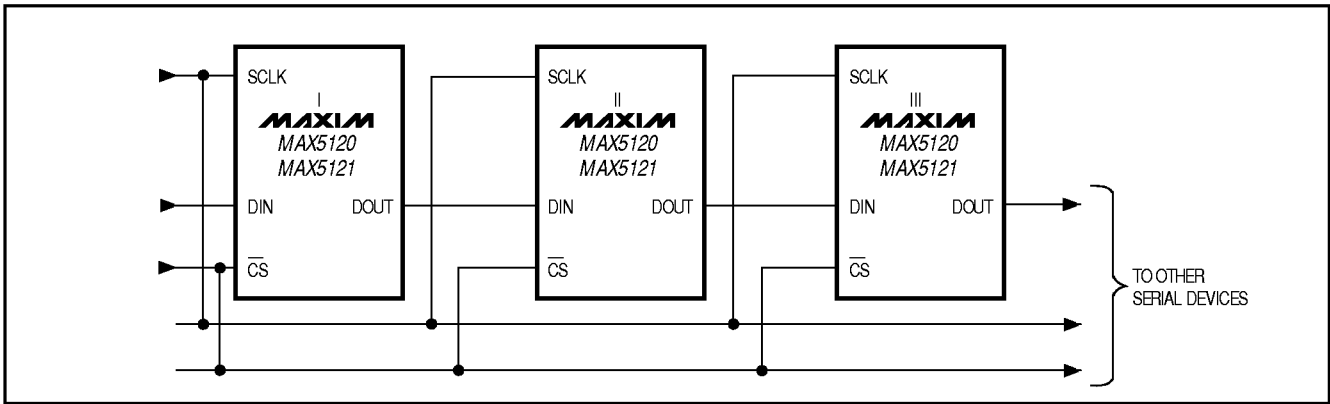 SCLK
I
MAXIM
MAX5120
MAX5121
DIN
DOUT
CS
SCLK
II
MAXIM
MAX5120
MAX5121
DIN
DOUT
CS
SCLK
III
MAXIM
MAX5120
MAX5121
DIN
DOUT
CS
TO OTHER
SERIAL DEVICES